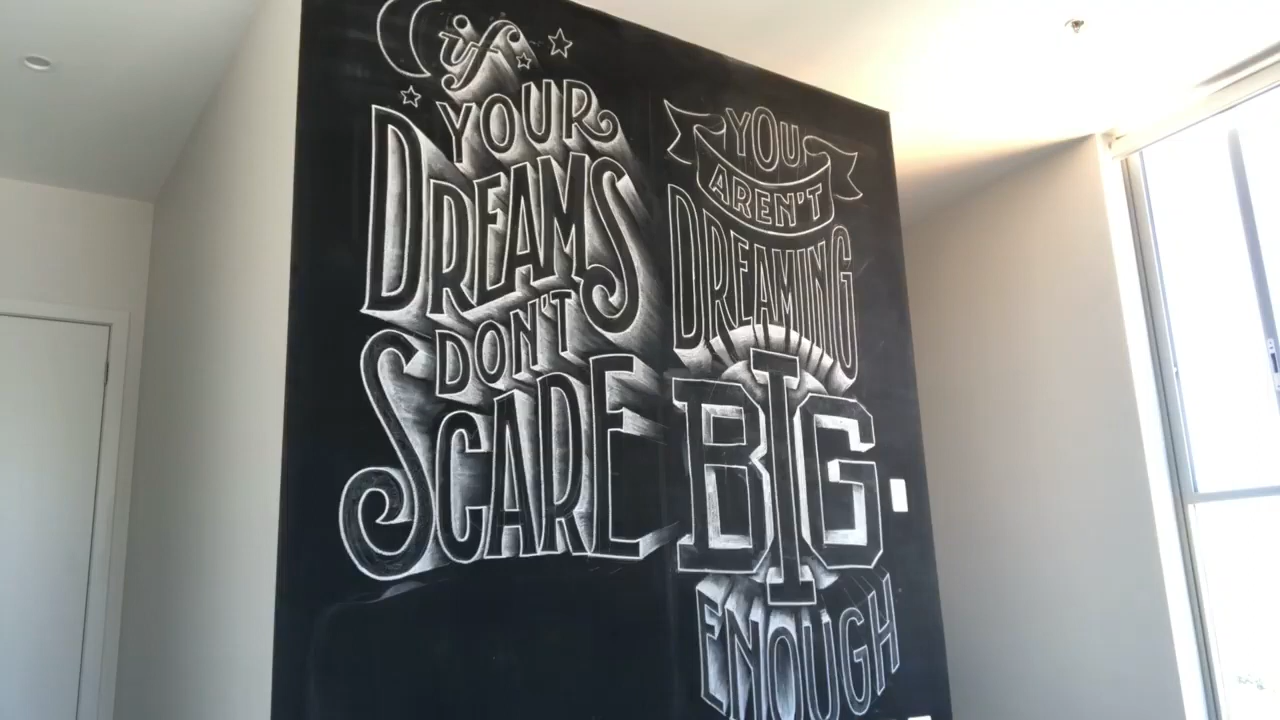 if
YOUR
DREAMS
DON'T
SCARE
YOU
AREN'T
DREAMING
BIG
ENOUGH